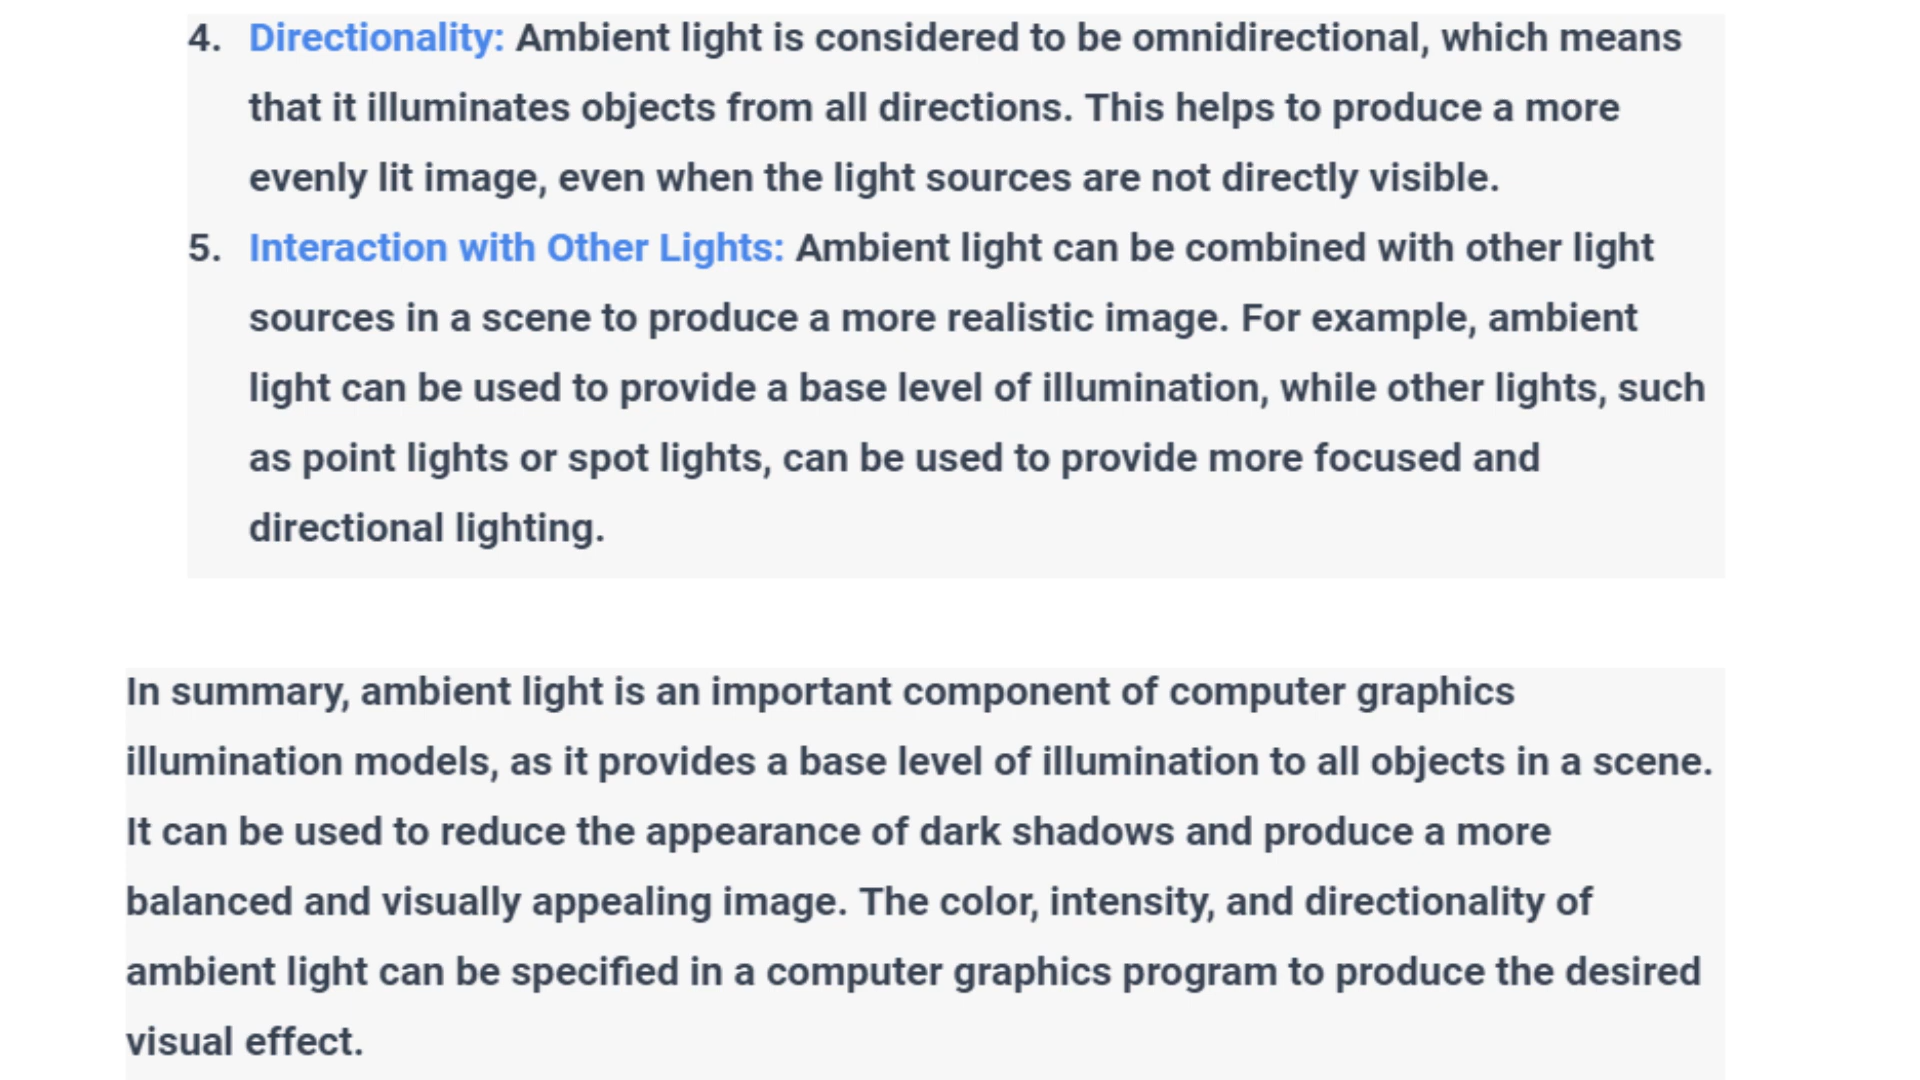 4. Directionality: Ambient light is considered to be omnidirectional, which means
that it illuminates objects from all directions. This helps to produce a more
evenly lit image, even when the light sources are not directly visible.
5. Interaction with Other Lights: Ambient light can be combined with other light
sources in a scene to produce a more realistic image. For example, ambient
light can be used to provide a base level of illumination, while other lights, such
as point lights or spot lights, can be used to provide more focused and
directional lighting.
In summary, ambient light is an important component of computer graphics
illumination models, as it provides a base level of illumination to all objects in a scene.
It can be used to reduce the appearance of dark shadows and produce a more
balanced and visually appealing image. The color, intensity, and directionality of
ambient light can be specified in a computer graphics program to produce the desired
visual effect.